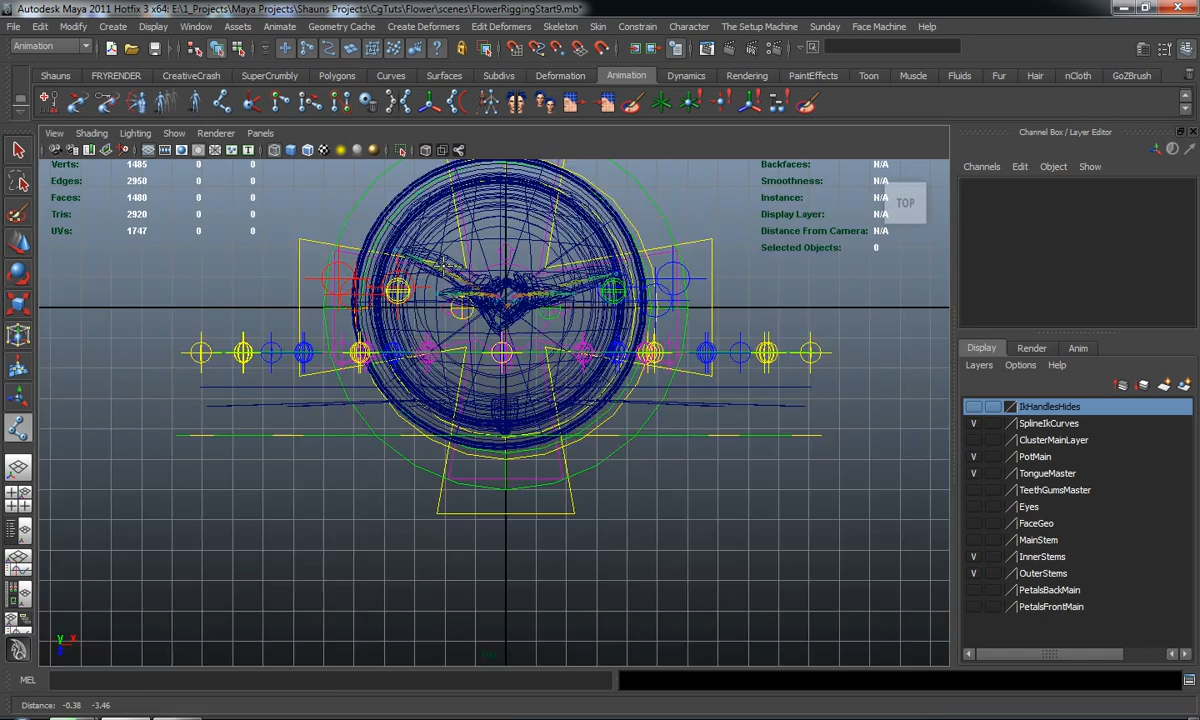 Autodesk Maya 2011 Hotfix 3 x64: E:\1_Projects\Maya Projects\Shauns Projects\CgTuts\Flower\scenes\FlowerRiggingStart9.mb*
File Edit Modify Create Display Window Assets Animate Geometry Cache Create Deformers Edit Deformers Skeleton Skin Constrain Character The Setup Machine Sunday Face Machine Help
Animation
Shauns FRYRENDER CreativeCrash SuperCrumbly Polygons Curves Surfaces Subdivs Deformation Animation Dynamics Rendering PaintEffects Toon Muscle Fluids Fur Hair nCloth GoZBrush
View Shading Lighting Show Renderer Panels
Channel Box / Layer Editor
Channels Edit Object Show
Verts: 1485 0 0
Edges: 2950 0 0
Faces: 1480 0 0
Tris: 2920 0 0
UVs: 1747 0 0
Backfaces: N/A
Smoothness: N/A
Instance: N/A
Display Layer: N/A
Distance From Camera: N/A
Selected Objects: 0
TOP
Display Render Anim
Layers Options Help
IkHandlesHides
V SplineIkCurves
ClusterMainLayer
V PotMain
V TongueMaster
TeethGumsMaster
Eyes
FaceGeo
MainStem
V InnerStems
V OuterStems
PetalsBackMain
PetalsFrontMain
y x
z
MEL
Distance: -0.38 -3.46